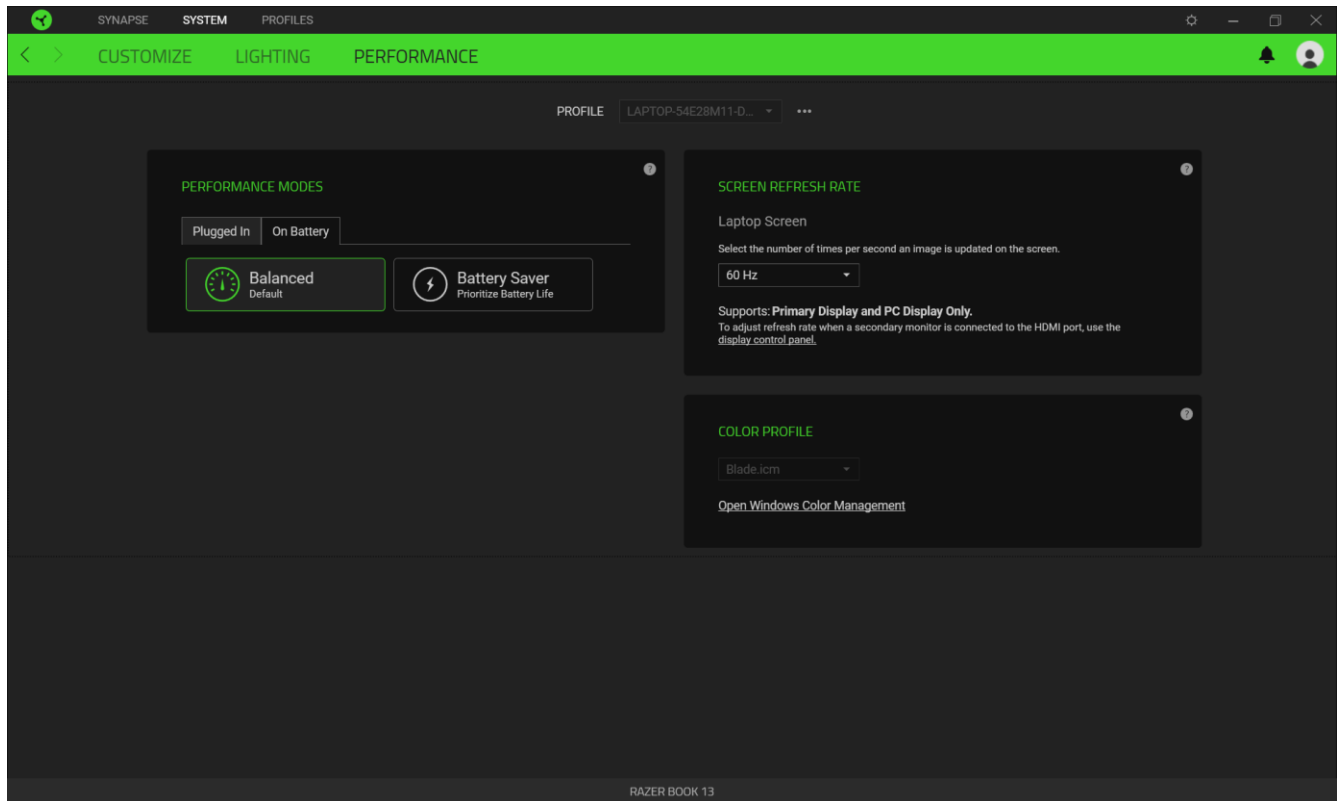 SYNAPSE SYSTEM PROFILES
CUSTOMIZE LIGHTING PERFORMANCE
PROFILE LAPTOP-54E28M11-D... 
PERFORMANCE MODES
Plugged In On Battery
Balanced
Default
Battery Saver
Prioritize Battery Life
SCREEN REFRESH RATE
Laptop Screen
Select the number of times per second an image is updated on the screen.
60 Hz
Supports: Primary Display and PC Display Only.
To adjust refresh rate when a secondary monitor is connected to the HDMI port, use the
display control panel.
COLOR PROFILE
Blade.icm
Open Windows Color Management
RAZER BOOK 13